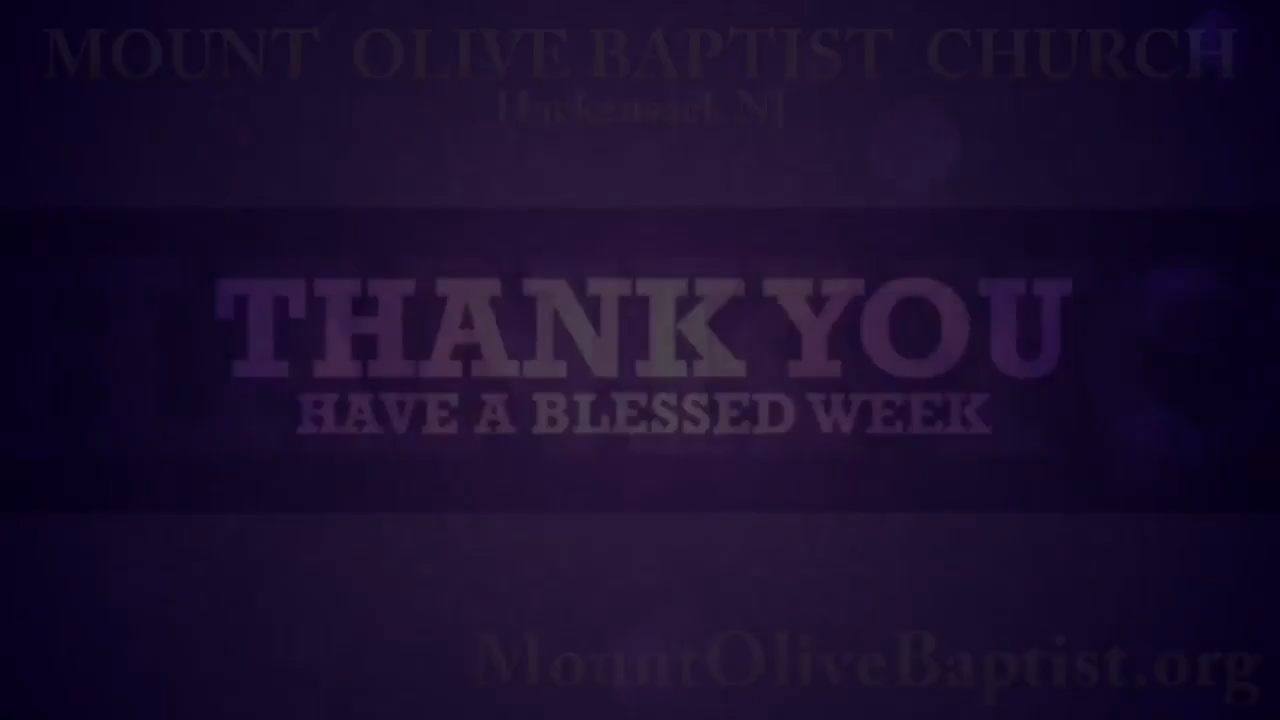 MOUNT OLIVE BAPTIST CHURCH
Hackensack NJ
THANK YOU
HAVE A BLESSED WEEK
MountOliveBaptist.org